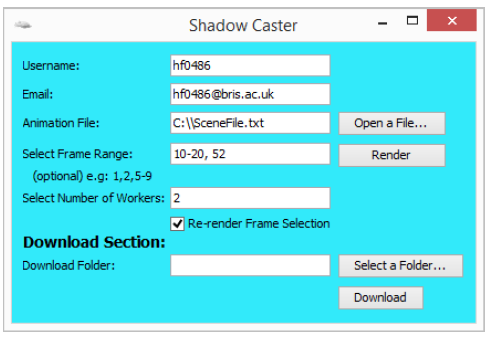 Shadow Caster
Username: hf0486
Email: hf0486@bris.ac.uk
Animation File: C:\\SceneFile.txt Open a File...
Select Frame Range: 10-20, 52 Render
(optional) e.g: 1,2,5-9
Select Number of Workers: 2
Re-render Frame Selection
Download Section:
Download Folder: Select a Folder...
Download